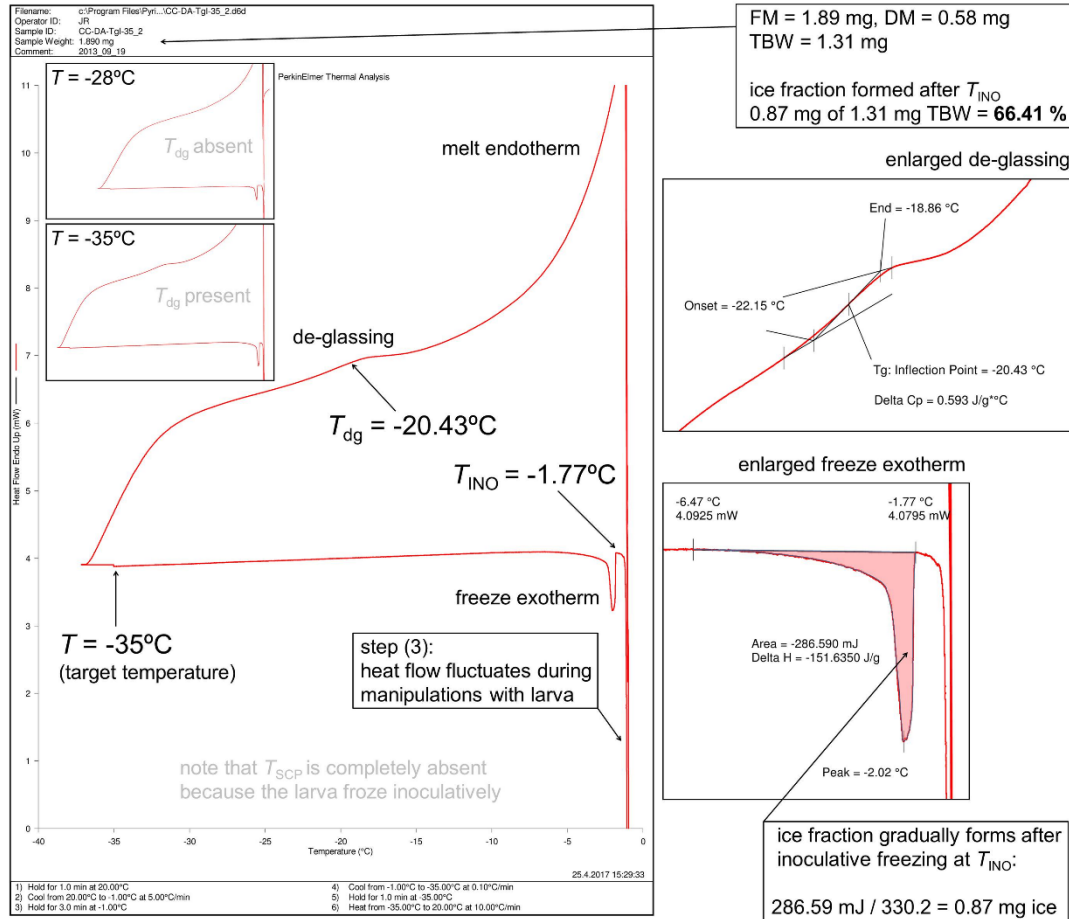 Filename: c:\Program Files\Pyri...\CC-DA-TgI-35_2.d6d
Operator ID: JR
Sample ID: CC-DA-TgI-35_2
Sample Weight: 1.890 mg
Comment: 2013_09_19
FM = 1.89 mg, DM = 0.58 mg
TBW = 1.31 mg
ice fraction formed after TINO
0.87 mg of 1.31 mg TBW = 66.41 %
PerkinElmer Thermal Analysis
T = -28ºC
Tdg absent
T = -35ºC
Tdg present
melt endotherm
de-glassing
Tdg = -20.43ºC
TINO = -1.77ºC
freeze exotherm
T = -35ºC
(target temperature)
step (3):
heat flow fluctuates during
manipulations with larva
note that TSCP is completely absent
because the larva froze inoculatively
Heat Flow Endo Up (mW)
11
10
9
8
7
6
5
4
3
2
1
0
-40
-35
-30
-25
-20
-15
-10
-5
0
Temperature (°C)
25.4.2017 15:29:33
1) Hold for 1.0 min at 20.00°C
2) Cool from 20.00°C to -1.00°C at 5.00°C/min
3) Hold for 3.0 min at -1.00°C
4) Cool from -1.00°C to -35.00°C at 0.10°C/min
5) Hold for 1.0 min at -35.00°C
6) Heat from -35.00°C to 20.00°C at 10.00°C/min
enlarged de-glassing
End = -18.86 °C
Onset = -22.15 °C
Tg: Inflection Point = -20.43 °C
Delta Cp = 0.593 J/g*°C
enlarged freeze exotherm
-6.47 °C
4.0925 mW
-1.77 °C
4.0795 mW
Area = -286.590 mJ
Delta H = -151.6350 J/g
Peak = -2.02 °C
ice fraction gradually forms after
inoculative freezing at TINO:
286.59 mJ / 330.2 = 0.87 mg ice